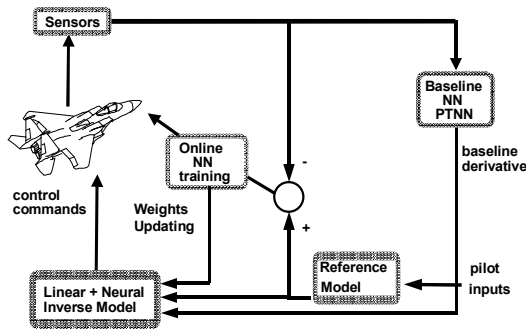 Sensors
Baseline
NN
PTNN
baseline
derivative
Online
NN
training
-
+
control
commands
Weights
Updating
Reference
Model
pilot
inputs
Linear + Neural
Inverse Model